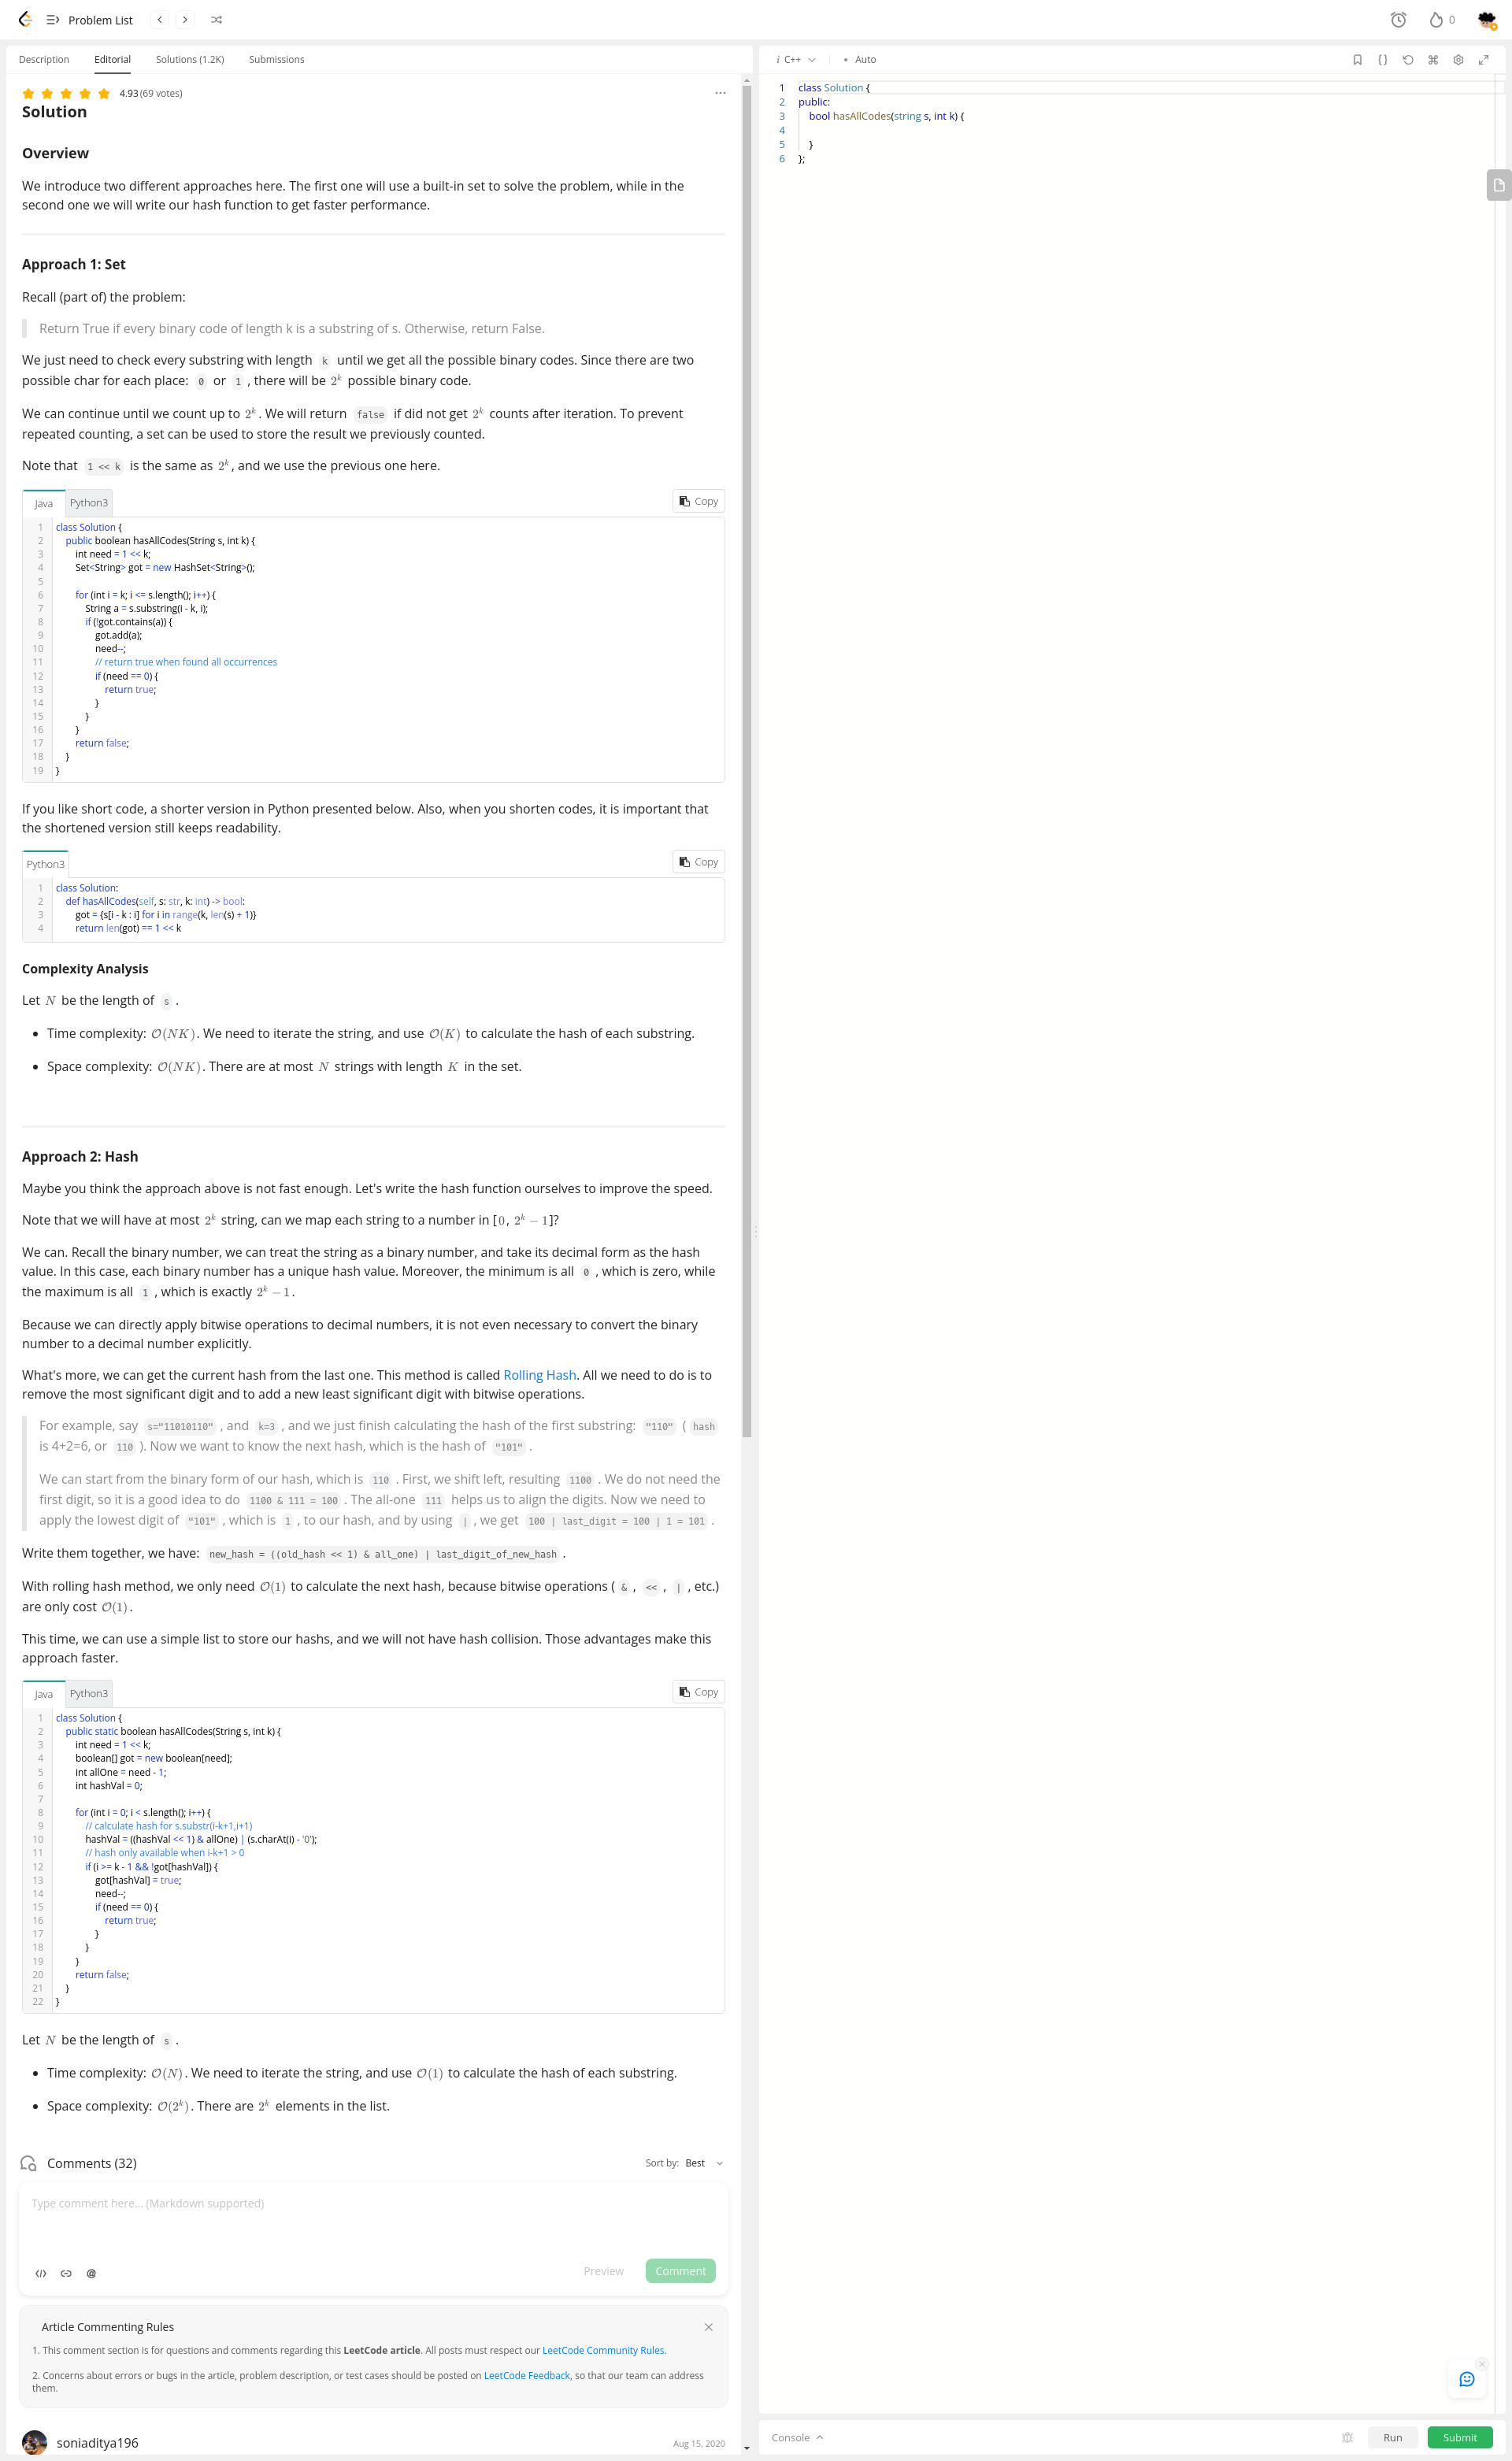 Problem List
0
Description Editorial Solutions (1.2K) Submissions
4.93 (69 votes)
Solution
Overview
We introduce two different approaches here. The first one will use a built-in set to solve the problem, while in the
second one we will write our hash function to get faster performance.
Approach 1: Set
Recall (part of) the problem:
Return True if every binary code of length k is a substring of s. Otherwise, return False.
We just need to check every substring with length k until we get all the possible binary codes. Since there are two
possible char for each place: 0 or 1 , there will be 2^k possible binary code.
We can continue until we count up to 2^k. We will return false if did not get 2^k counts after iteration. To prevent
repeated counting, a set can be used to store the result we previously counted.
Note that 1 << k is the same as 2^k, and we use the previous one here.
Java Python3 Copy
1 class Solution {
2 public boolean hasAllCodes(String s, int k) {
3 int need = 1 << k;
4 Set<String> got = new HashSet<String>();
5
6 for (int i = k; i <= s.length(); i++) {
7 String a = s.substring(i - k, i);
8 if (!got.contains(a)) {
9 got.add(a);
10 need--;
11 // return true when found all occurrences
12 if (need == 0) {
13 return true;
14 }
15 }
16 }
17 return false;
18 }
19 }
If you like short code, a shorter version in Python presented below. Also, when you shorten codes, it is important that
the shortened version still keeps readability.
Python3 Copy
1 class Solution:
2 def hasAllCodes(self, s: str, k: int) -> bool:
3 got = {s[i - k : i] for i in range(k, len(s) + 1)}
4 return len(got) == 1 << k
Complexity Analysis
Let N be the length of s .
• Time complexity: O(NK). We need to iterate the string, and use O(K) to calculate the hash of each substring.
• Space complexity: O(NK). There are at most N strings with length K in the set.
Approach 2: Hash
Maybe you think the approach above is not fast enough. Let's write the hash function ourselves to improve the speed.
Note that we will have at most 2^k string, can we map each string to a number in [0, 2^k − 1]?
We can. Recall the binary number, we can treat the string as a binary number, and take its decimal form as the hash
value. In this case, each binary number has a unique hash value. Moreover, the minimum is all 0 , which is zero, while
the maximum is all 1 , which is exactly 2^k − 1.
Because we can directly apply bitwise operations to decimal numbers, it is not even necessary to convert the binary
number to a decimal number explicitly.
What's more, we can get the current hash from the last one. This method is called Rolling Hash. All we need to do is to
remove the most significant digit and to add a new least significant digit with bitwise operations.
For example, say s="11010110" , and k=3 , and we just finish calculating the hash of the first substring: "110" ( hash
is 4+2=6, or 110 ). Now we want to know the next hash, which is the hash of "101" .
We can start from the binary form of our hash, which is 110 . First, we shift left, resulting 1100 . We do not need the
first digit, so it is a good idea to do 1100 & 111 = 100 . The all-one 111 helps us to align the digits. Now we need to
apply the lowest digit of "101" , which is 1 , to our hash, and by using | , we get 100 | last_digit = 100 | 1 = 101 .
Write them together, we have: new_hash = ((old_hash << 1) & all_one) | last_digit_of_new_hash .
With rolling hash method, we only need O(1) to calculate the next hash, because bitwise operations ( & , << , | , etc.)
are only cost O(1).
This time, we can use a simple list to store our hashs, and we will not have hash collision. Those advantages make this
approach faster.
Java Python3 Copy
1 class Solution {
2 public static boolean hasAllCodes(String s, int k) {
3 int need = 1 << k;
4 boolean[] got = new boolean[need];
5 int allOne = need - 1;
6 int hashVal = 0;
7
8 for (int i = 0; i < s.length(); i++) {
9 // calculate hash for s.substr(i-k+1,i+1)
10 hashVal = ((hashVal << 1) & allOne) | (s.charAt(i) - '0');
11 // hash only available when i-k+1 > 0
12 if (i >= k - 1 && !got[hashVal]) {
13 got[hashVal] = true;
14 need--;
15 if (need == 0) {
16 return true;
17 }
18 }
19 }
20 return false;
21 }
22 }
Let N be the length of s .
• Time complexity: O(N). We need to iterate the string, and use O(1) to calculate the hash of each substring.
• Space complexity: O(2^k). There are 2^k elements in the list.
Comments (32) Sort by: Best
Type comment here... (Markdown supported)
Preview Comment
Article Commenting Rules
1. This comment section is for questions and comments regarding this LeetCode article. All posts must respect our LeetCode Community Rules.
2. Concerns about errors or bugs in the article, problem description, or test cases should be posted on LeetCode Feedback, so that our team can address
them.
soniaditya196 Aug 15, 2020
i C++ • Auto
1 class Solution {
2 public:
3 bool hasAllCodes(string s, int k) {
4
5 }
6 };
Console Run Submit